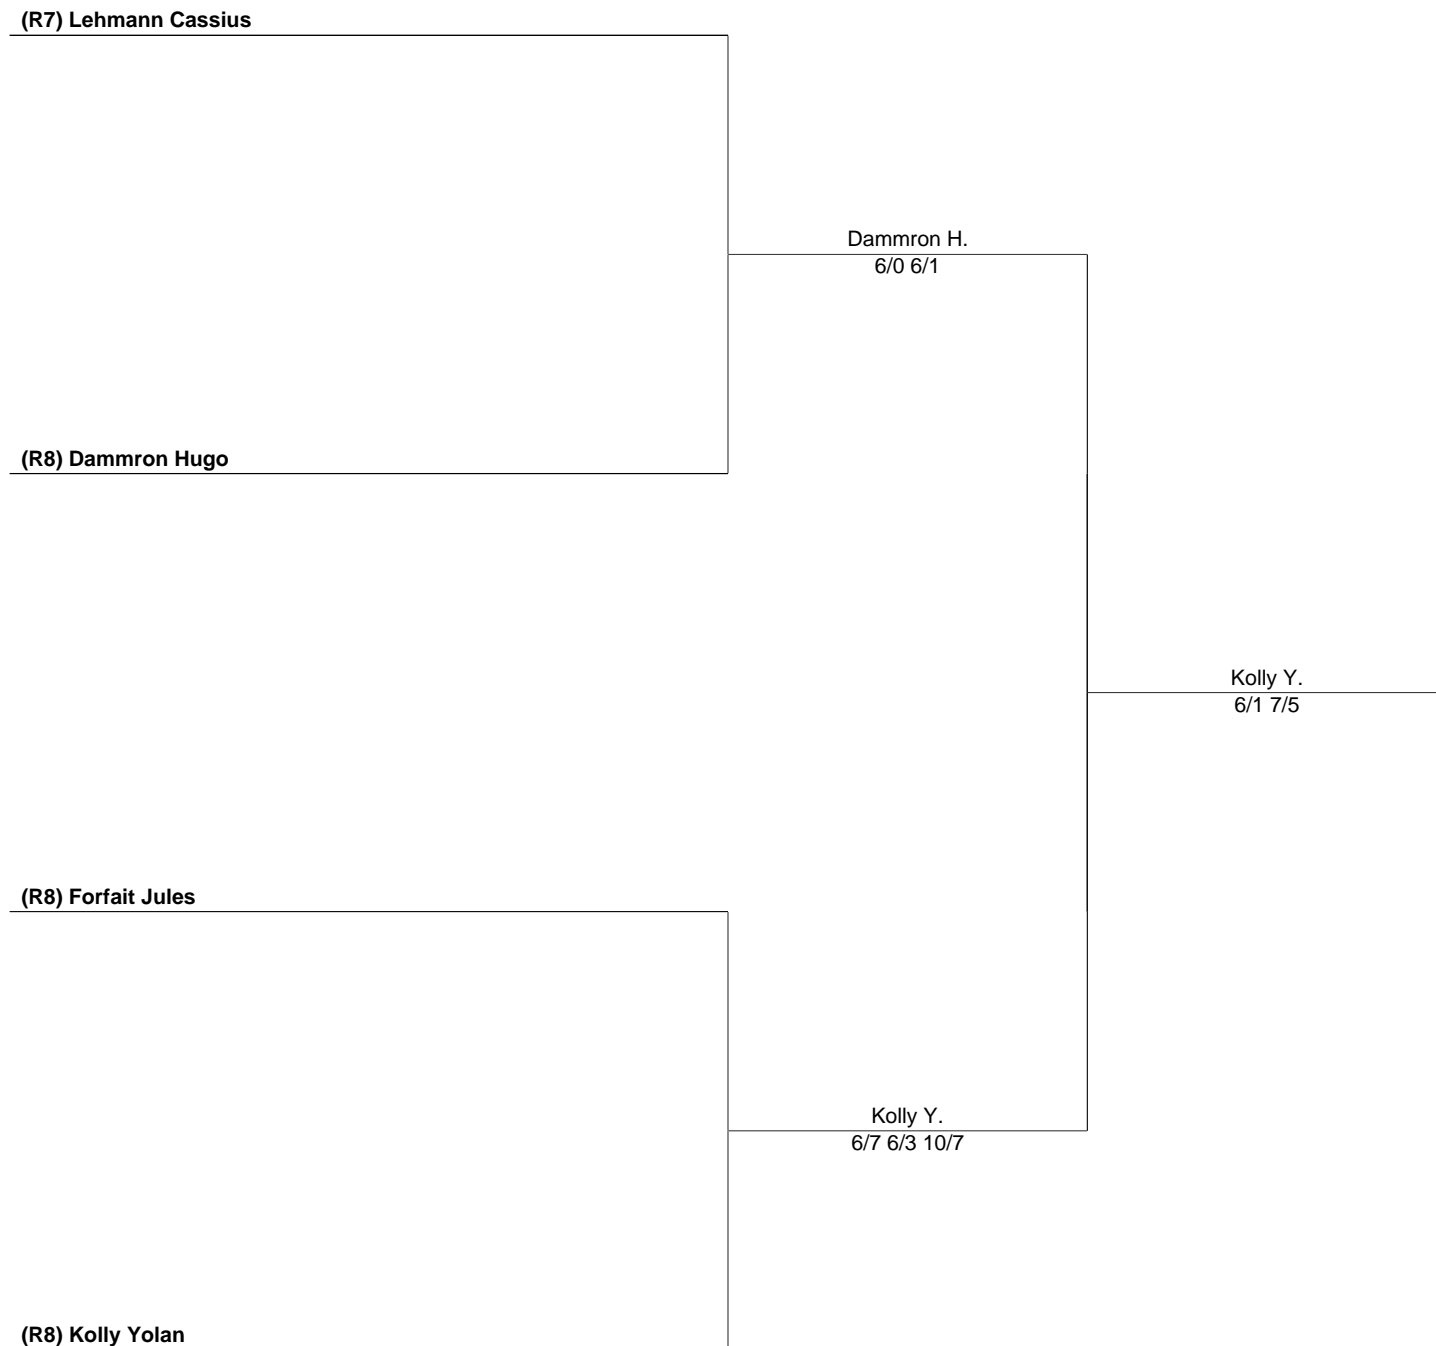 (R7) Lehmann Cassius
Dammron H.
6/0 6/1
(R8) Dammron Hugo
Kolly Y.
6/1 7/5
(R8) Forfait Jules
Kolly Y.
6/7 6/3 10/7
(R8) Kolly Yolan